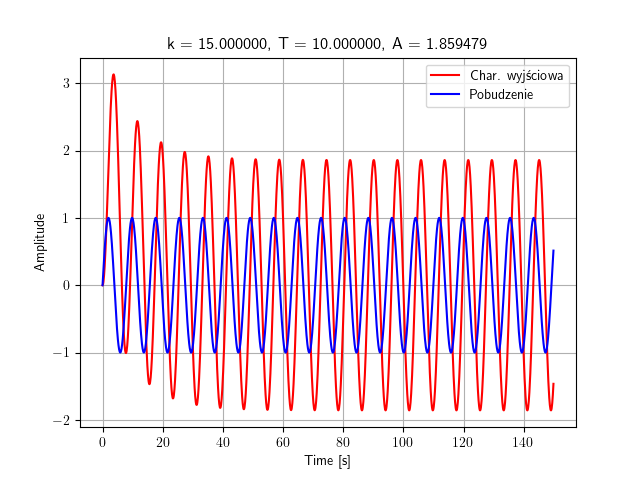 k = 15.000000, T = 10.000000, A = 1.859479
Char. wyjściowa
Pobudzenie
Amplitude
3
2
1
0
−1
−2
0 20 40 60 80 100 120 140
Time [s]